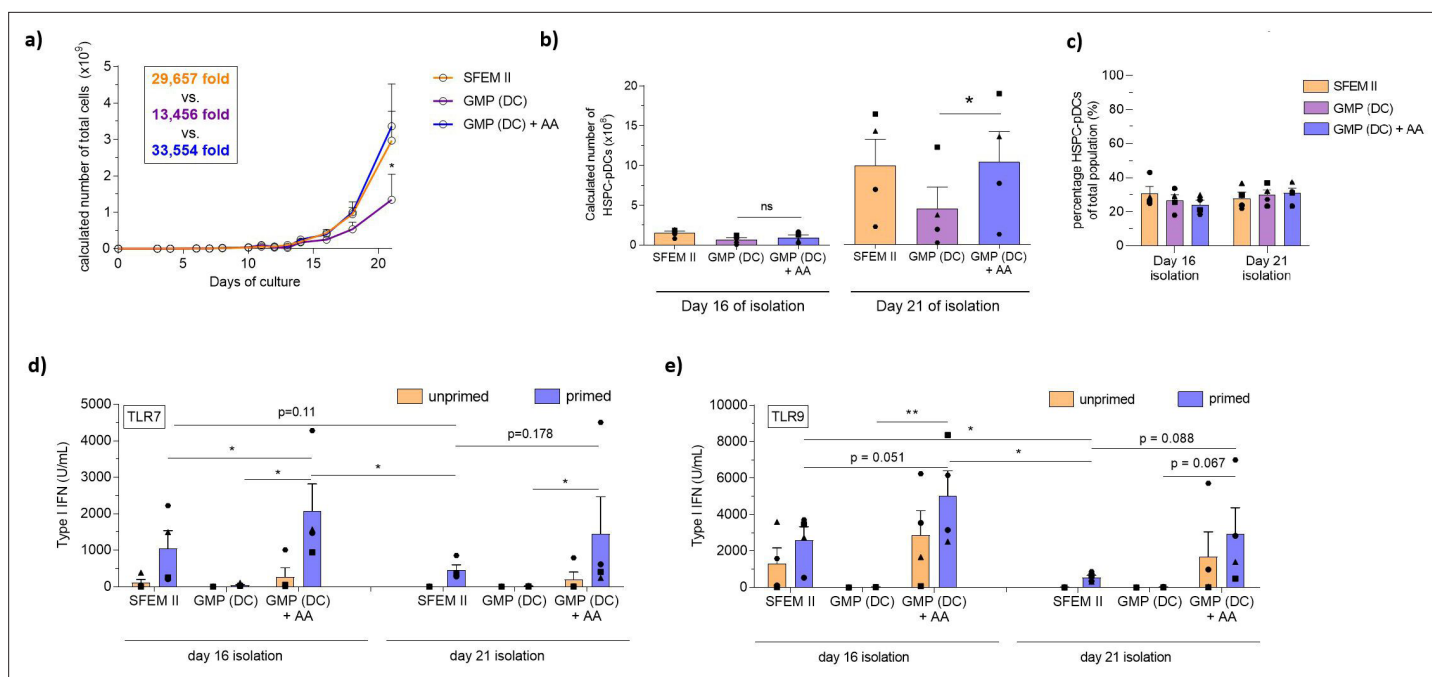 a)
calculated number of total cells (x10⁹)
5
4
3
2
1
0
29,657 fold
vs.
13,456 fold
vs.
33,554 fold
*
0 5 10 15 20
Days of culture
SFEM II
GMP (DC)
GMP (DC) + AA
b)
Calculated number of
HSPC-pDCs (x10⁸)
20
15
10
5
0
ns
*
SFEM II GMP (DC) GMP (DC) + AA
SFEM II GMP (DC) GMP (DC) + AA
Day 16 of isolation Day 21 of isolation
c)
percentage HSPC-pDCs
of total population (%)
100
80
60
40
20
0
Day 16
isolation
Day 21
isolation
SFEM II
GMP (DC)
GMP (DC) + AA
d)
unprimed primed
TLR7
Type I IFN (U/mL)
5000
4000
3000
2000
1000
0
p=0.11
p=0.178
*
*
*
*
SFEM II GMP (DC) GMP (DC) + AA
SFEM II GMP (DC) GMP (DC) + AA
day 16 isolation day 21 isolation
e)
unprimed primed
TLR9
Type I IFN (U/mL)
10000
8000
6000
4000
2000
0
**
*
p = 0.088
p = 0.051
*
p = 0.067
SFEM II GMP (DC) GMP (DC) + AA
SFEM II GMP (DC) GMP (DC) + AA
day 16 isolation day 21 isolation